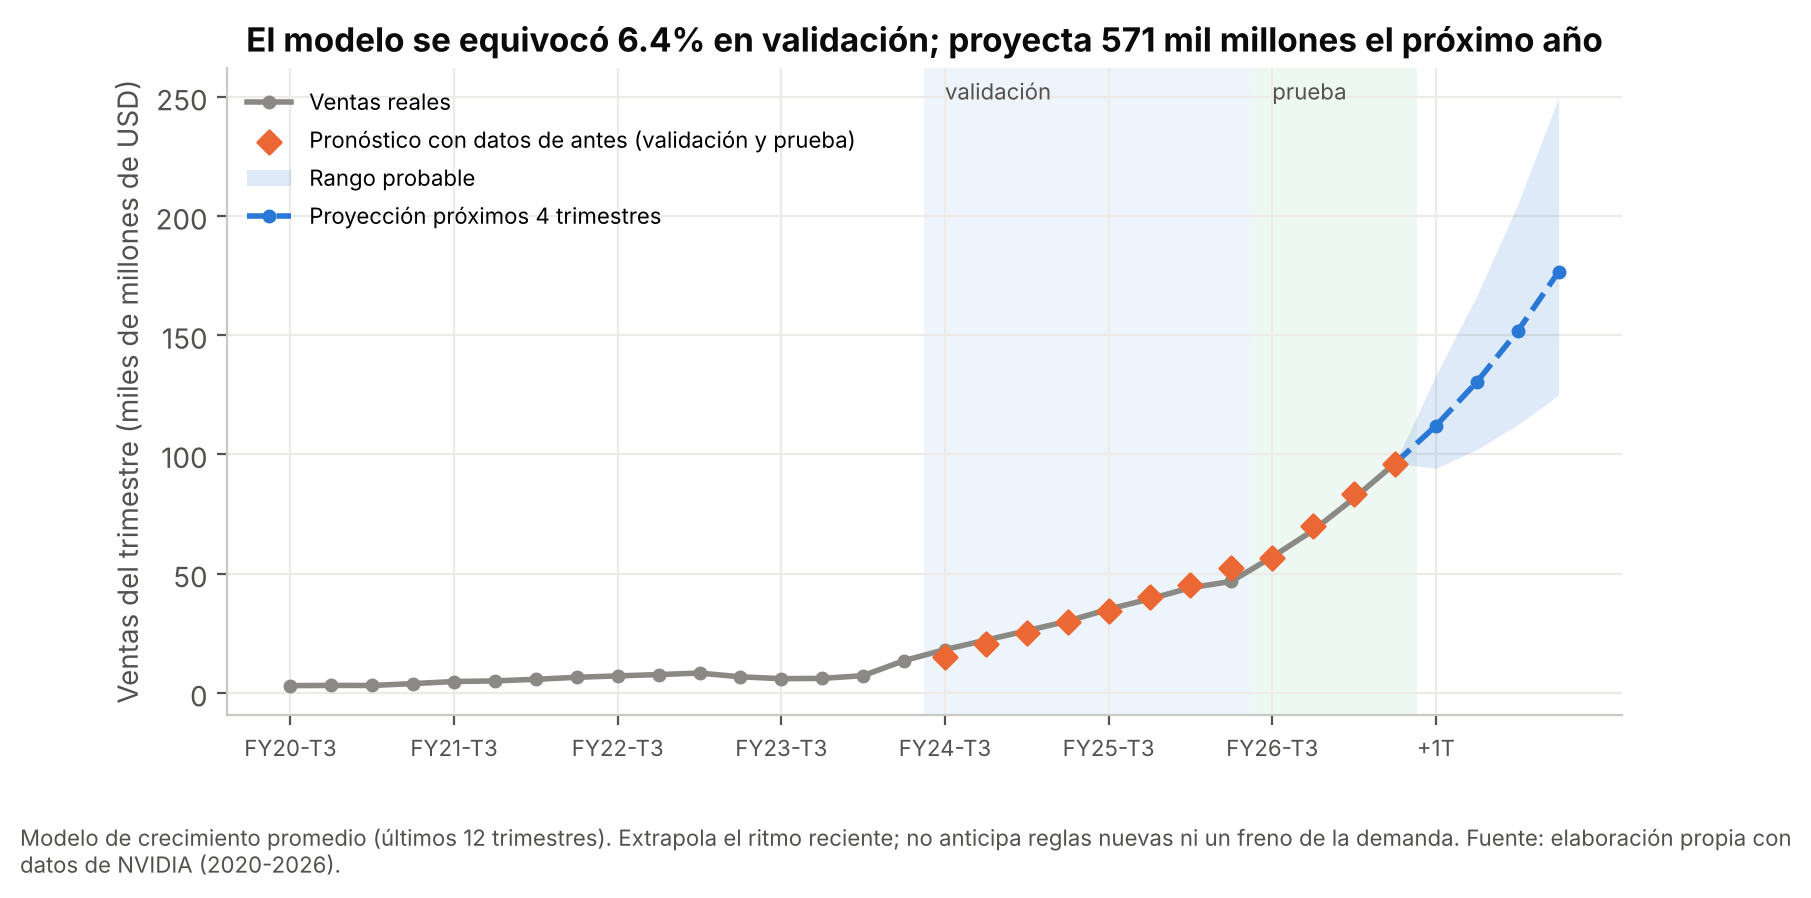 El modelo se equivocó 6.4% en validación; proyecta 571 mil millones el próximo año
Ventas del trimestre (miles de millones de USD)
250
200
150
100
50
0
Ventas reales
Pronóstico con datos de antes (validación y prueba)
Rango probable
Proyección próximos 4 trimestres
validación
prueba
FY20-T3
FY21-T3
FY22-T3
FY23-T3
FY24-T3
FY25-T3
FY26-T3
+1T
Modelo de crecimiento promedio (últimos 12 trimestres). Extrapola el ritmo reciente; no anticipa reglas nuevas ni un freno de la demanda. Fuente: elaboración propia con
datos de NVIDIA (2020-2026).